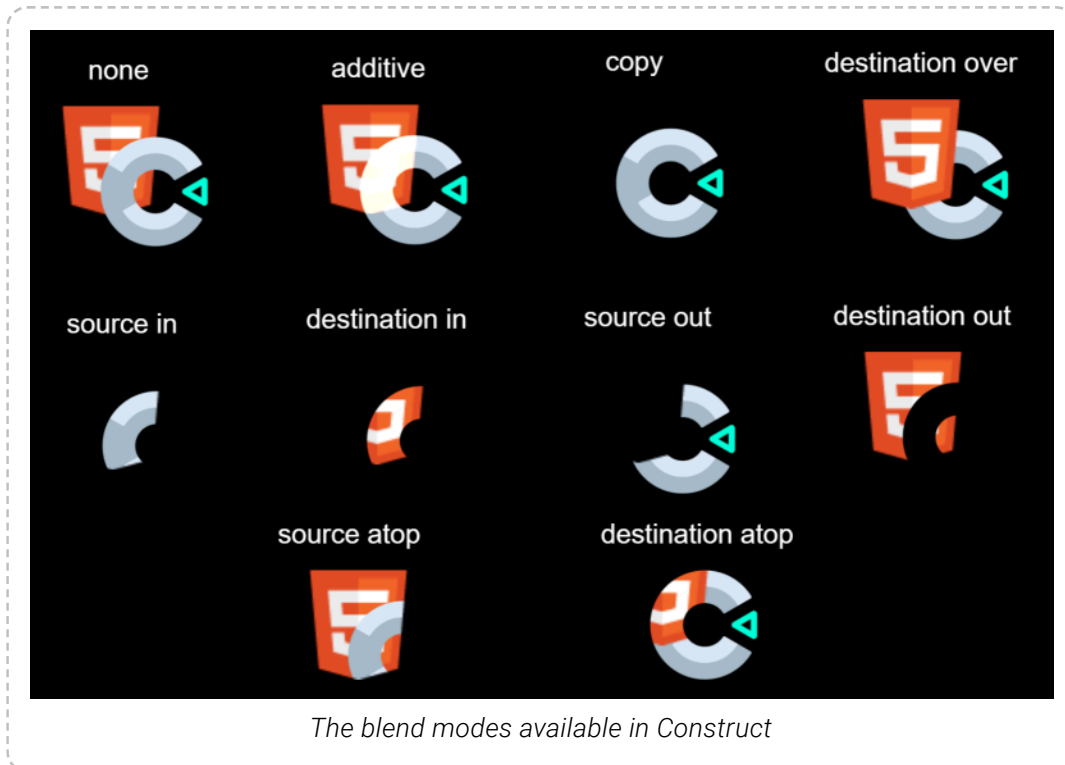 none
additive
copy
destination over
source in
destination in
source out
destination out
source atop
destination atop
The blend modes available in Construct